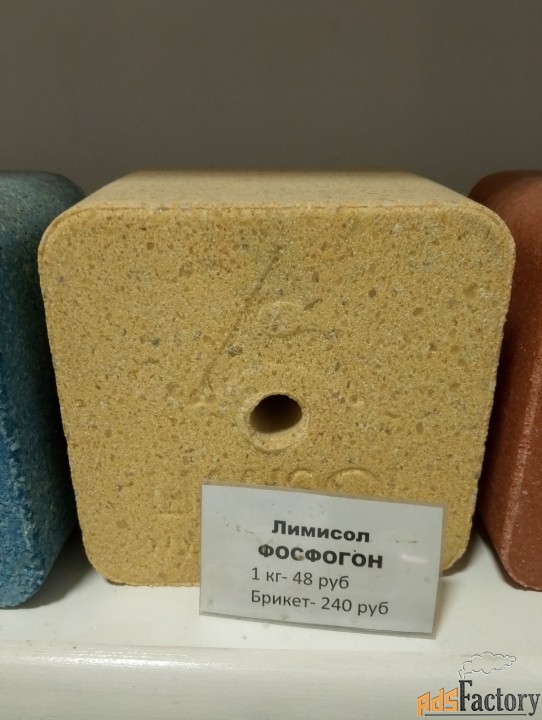 Лимисол
ФОСФОГОН
1 кг- 48 руб
Брикет- 240 руб
AdsFactory